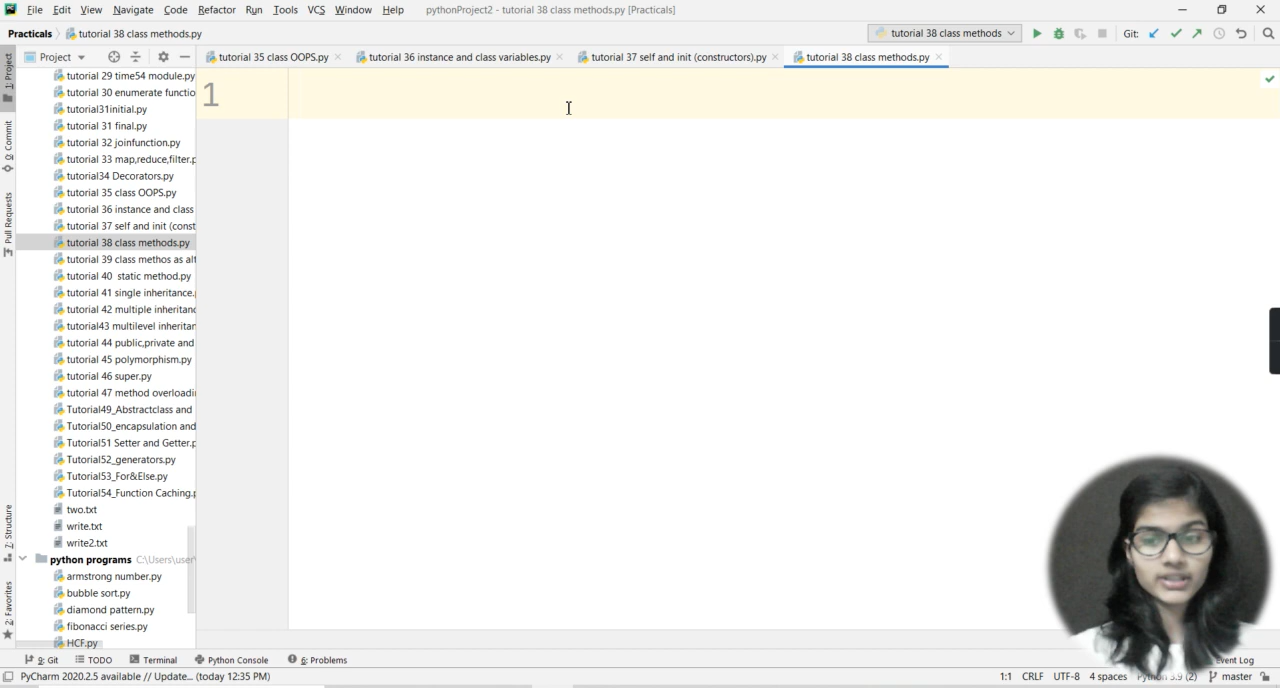 File Edit View Navigate Code Refactor Run Tools VCS Window Help pythonProject2 - tutorial 38 class methods.py [Practicals]
Practicals tutorial 38 class methods.py tutorial 38 class methods Git:
Project tutorial 35 class OOPS.py tutorial 36 instance and class variables.py tutorial 37 self and init (constructors).py tutorial 38 class methods.py
1: Project
Commit
Pull Requests
Z: Structure
2: Favorites
1
tutorial 29 time54 module.py
tutorial 30 enumerate functio
tutorial31initial.py
tutorial 31 final.py
tutorial 32 joinfunction.py
tutorial 33 map,reduce,filter.p
tutorial34 Decorators.py
tutorial 35 class OOPS.py
tutorial 36 instance and class
tutorial 37 self and init (const
tutorial 38 class methods.py
tutorial 39 class methos as alt
tutorial 40 static method.py
tutorial 41 single inheritance.
tutorial 42 multiple inheritanc
tutorial43 multilevel inheritan
tutorial 44 public,private and
tutorial 45 polymorphism.py
tutorial 46 super.py
tutorial 47 method overloadi
Tutorial49_Abstractclass and
Tutorial50_encapsulation and
Tutorial51 Setter and Getter.p
Tutorial52_generators.py
Tutorial53_For&Else.py
Tutorial54_Function Caching.p
two.txt
write.txt
write2.txt
python programs C:\Users\user\
armstrong number.py
bubble sort.py
diamond pattern.py
fibonacci series.py
HCF.py
9: Git TODO Terminal Python Console 6: Problems Event Log
PyCharm 2020.2.5 available // Update... (today 12:35 PM) 1:1 CRLF UTF-8 4 spaces Python 3.9 (2) master